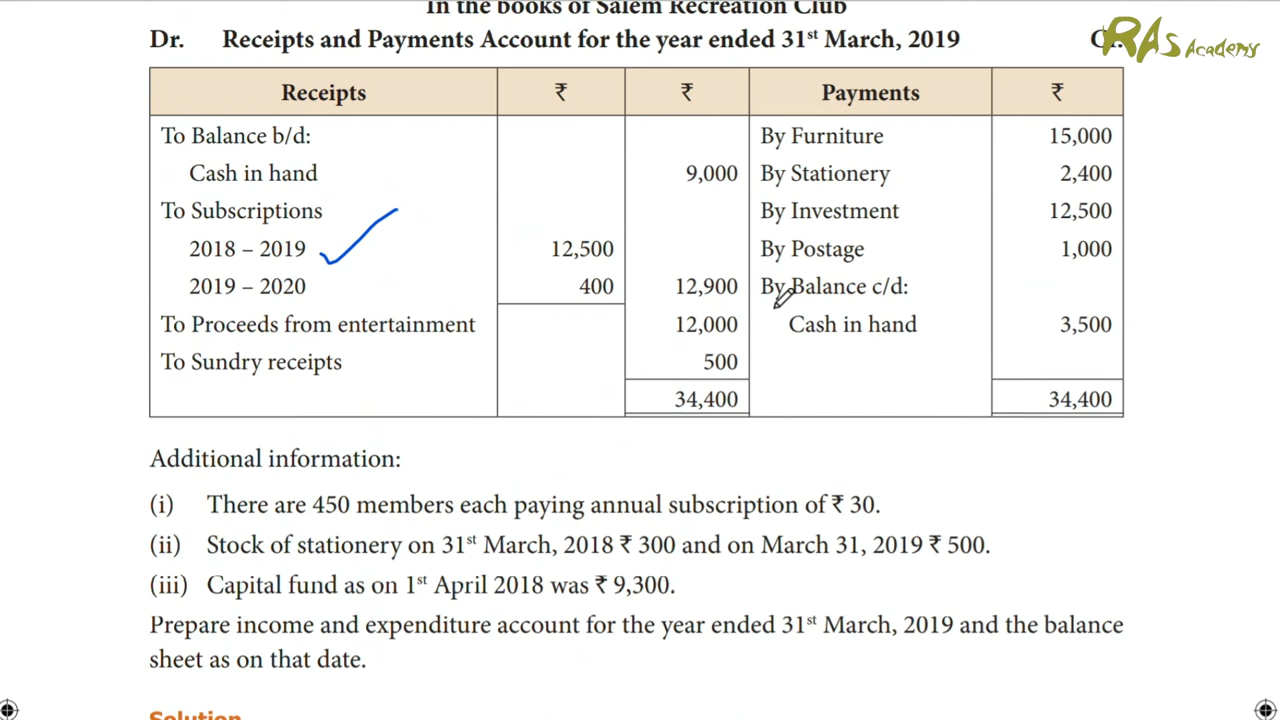 In the books of Salem Recreation Club
Dr. Receipts and Payments Account for the year ended 31st March, 2019
RAS Academy
Receipts ₹ ₹ Payments ₹
To Balance b/d: By Furniture 15,000
Cash in hand 9,000 By Stationery 2,400
To Subscriptions By Investment 12,500
2018 – 2019 12,500 By Postage 1,000
2019 – 2020 400 12,900 By Balance c/d:
To Proceeds from entertainment 12,000 Cash in hand 3,500
To Sundry receipts 500
34,400 34,400
Additional information:
(i) There are 450 members each paying annual subscription of ₹ 30.
(ii) Stock of stationery on 31st March, 2018 ₹ 300 and on March 31, 2019 ₹ 500.
(iii) Capital fund as on 1st April 2018 was ₹ 9,300.
Prepare income and expenditure account for the year ended 31st March, 2019 and the balance
sheet as on that date.
Solution